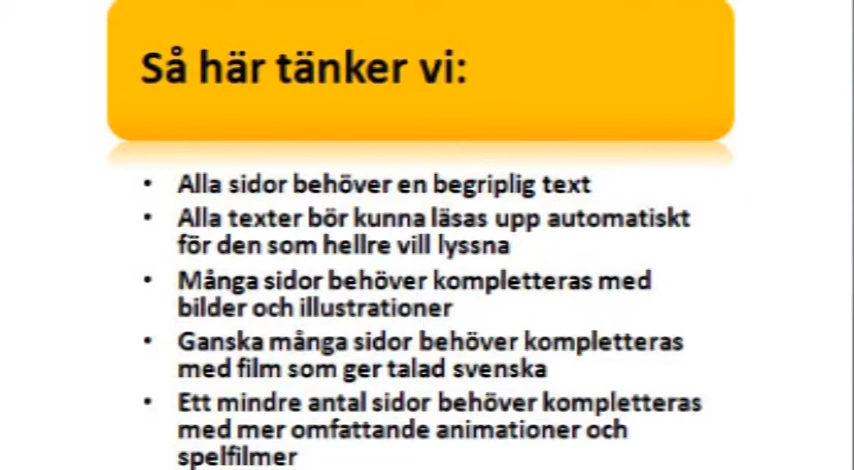 Så här tänker vi:
• Alla sidor behöver en begriplig text
• Alla texter bör kunna läsas upp automatiskt
för den som hellre vill lyssna
• Många sidor behöver kompletteras med
bilder och illustrationer
• Ganska många sidor behöver kompletteras
med film som ger talad svenska
• Ett mindre antal sidor behöver kompletteras
med mer omfattande animationer och
spelfilmer